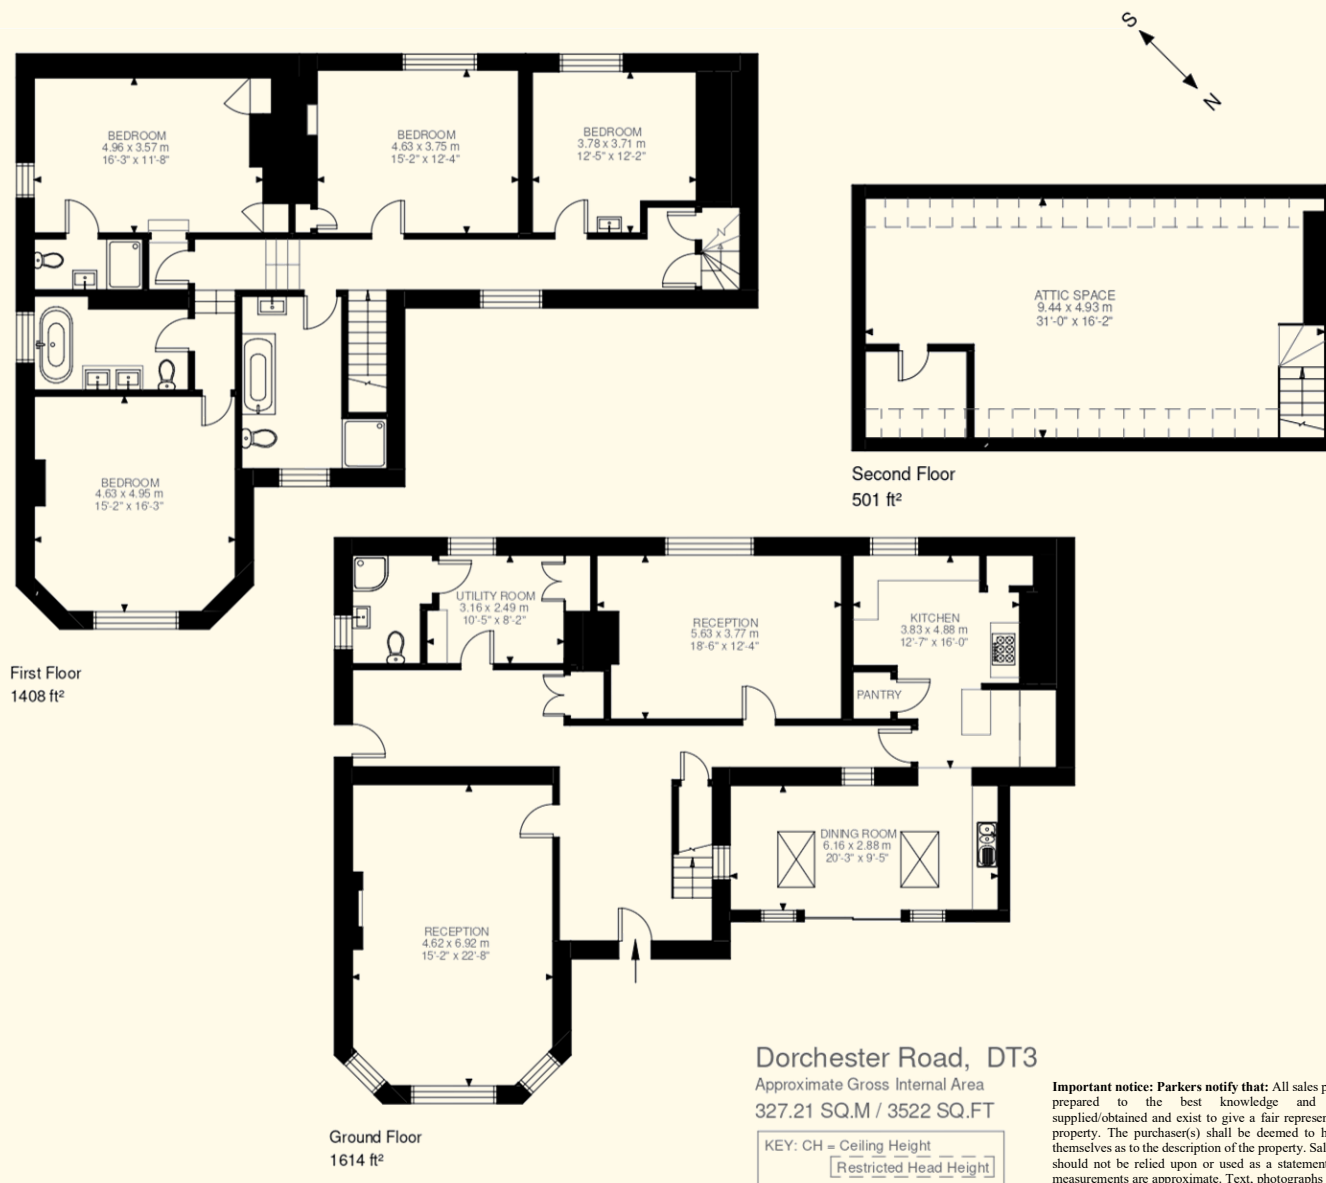 S
N
BEDROOM
4.96 x 3.57 m
16'-3" x 11'-8"
BEDROOM
4.63 x 3.75 m
15'-2" x 12'-4"
BEDROOM
3.78 x 3.71 m
12'-5" x 12'-2"
BEDROOM
4.63 x 4.95 m
15'-2" x 16'-3"
First Floor
1408 ft²
ATTIC SPACE
9.44 x 4.93 m
31'-0" x 16'-2"
Second Floor
501 ft²
UTILITY ROOM
3.16 x 2.49 m
10'-5" x 8'-2"
RECEPTION
5.63 x 3.77 m
18'-6" x 12'-4"
KITCHEN
3.83 x 4.88 m
12'-7" x 16'-0"
PANTRY
DINING ROOM
6.16 x 2.88 m
20'-3" x 9'-5"
RECEPTION
4.62 x 6.92 m
15'-2" x 22'-8"
Ground Floor
1614 ft²
Dorchester Road, DT3
Approximate Gross Internal Area
327.21 SQ.M / 3522 SQ.FT
KEY: CH = Ceiling Height
Restricted Head Height
Important notice: Parkers notify that: All sales p
prepared to the best knowledge and
supplied/obtained and exist to give a fair represen
property. The purchaser(s) shall be deemed to h
themselves as to the description of the property. Sal
should not be relied upon or used as a statement
measurements are approximate. Text, photographs